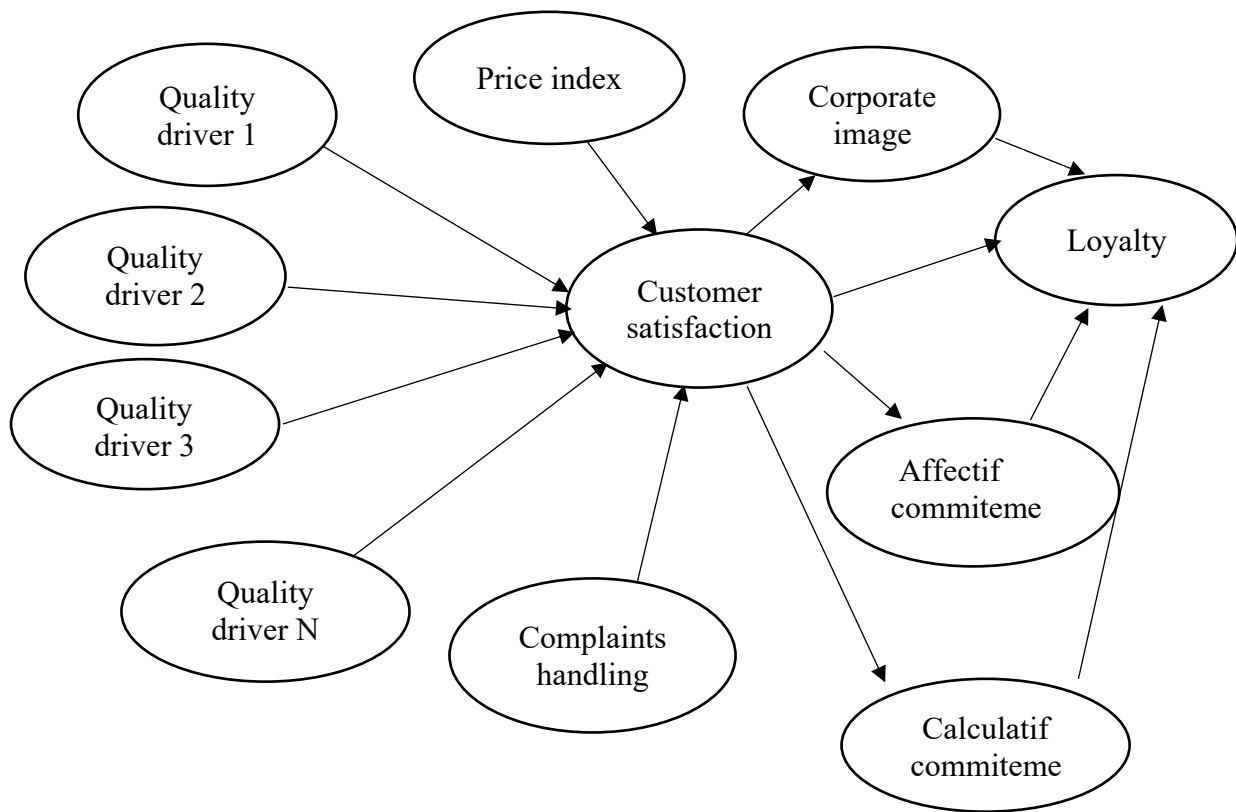 Quality
driver 1
Price index
Corporate
image
Quality
driver 2
Customer
satisfaction
Loyalty
Quality
driver 3
Affectif
commiteme
Quality
driver N
Complaints
handling
Calculatif
commiteme